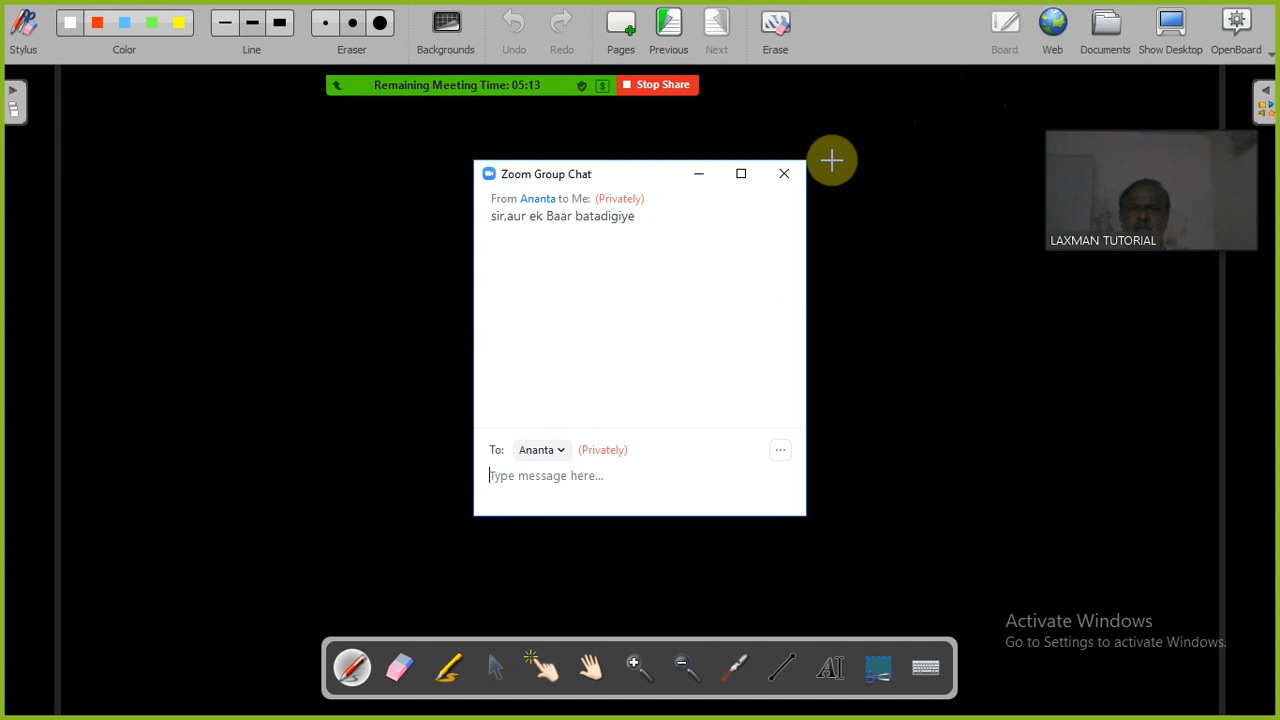 Stylus
Color
Line
Eraser
Backgrounds
Undo
Redo
Pages
Previous
Next
Erase
Board
Web
Documents
Show Desktop
OpenBoard
Remaining Meeting Time: 05:13
Stop Share
Zoom Group Chat
From Ananta to Me: (Privately)
sir,aur ek Baar batadigiye
LAXMAN TUTORIAL
To: Ananta (Privately)
Type message here...
Activate Windows
Go to Settings to activate Windows.
AI